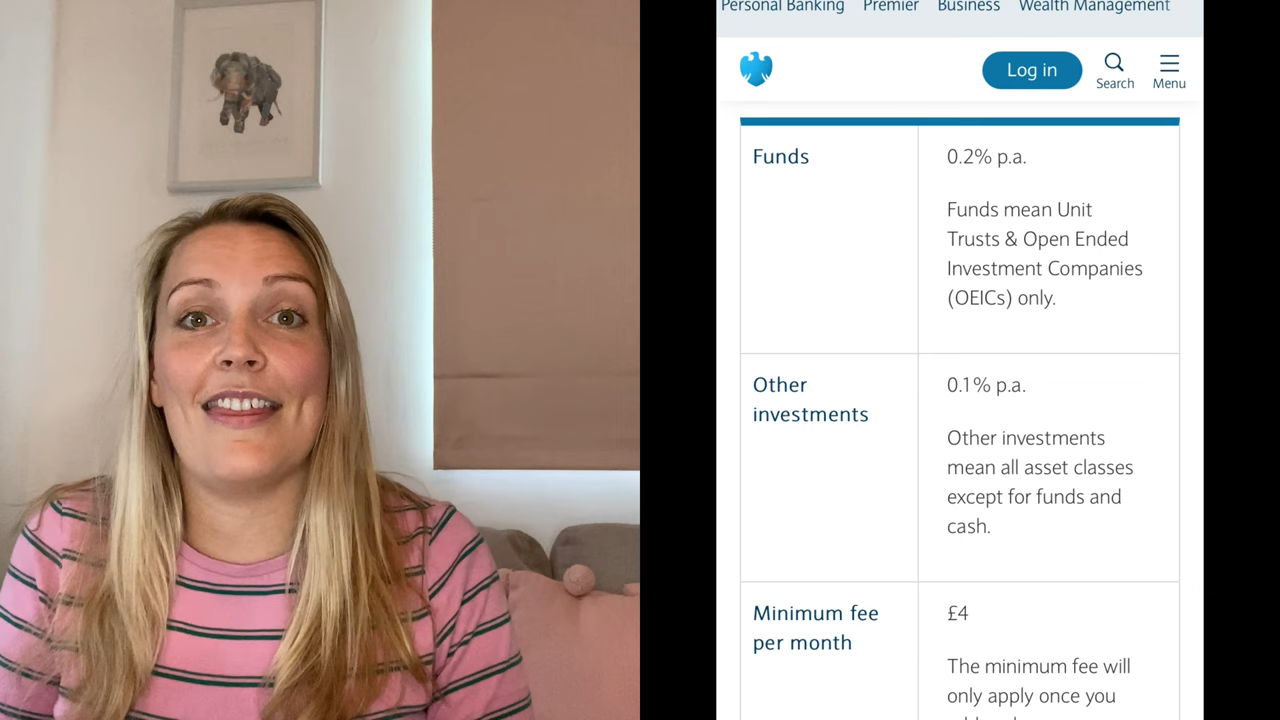 Personal Banking Premier Business Wealth Management
Log in
Search
Menu
Funds
0.2% p.a.
Funds mean Unit
Trusts & Open Ended
Investment Companies
(OEICs) only.
Other
investments
0.1% p.a.
Other investments
mean all asset classes
except for funds and
cash.
Minimum fee
per month
£4
The minimum fee will
only apply once you